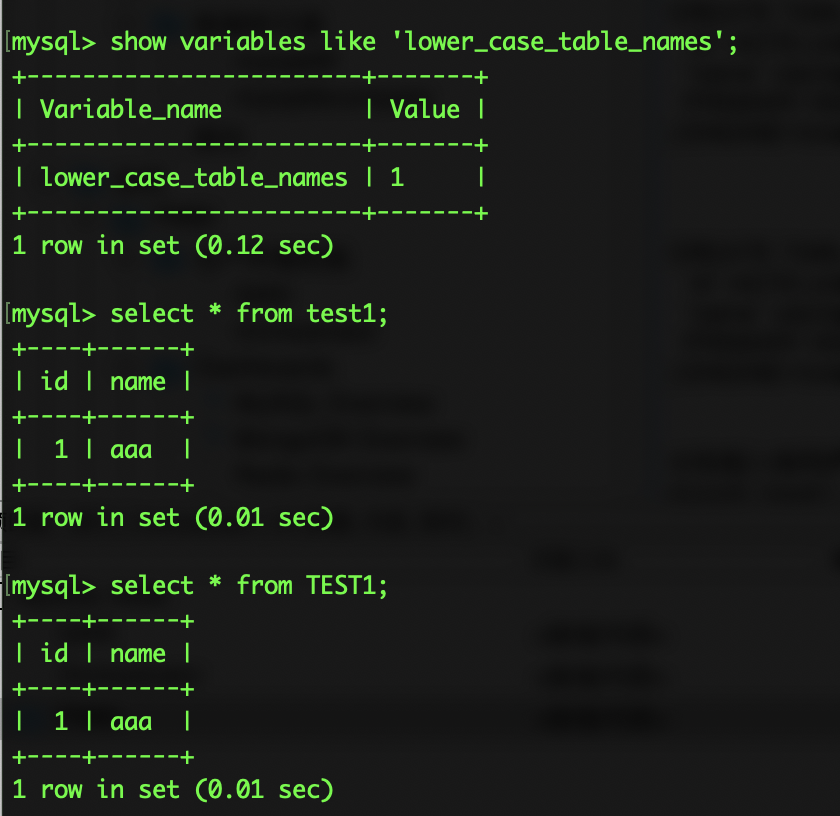 [mysql> show variables like 'lower_case_table_names';
+------------------------+-------+
| Variable_name          | Value |
+------------------------+-------+
| lower_case_table_names | 1     |
+------------------------+-------+
1 row in set (0.12 sec)
[mysql> select * from test1;
+----+------+
| id | name |
+----+------+
|  1 | aaa  |
+----+------+
1 row in set (0.01 sec)
[mysql> select * from TEST1;
+----+------+
| id | name |
+----+------+
|  1 | aaa  |
+----+------+
1 row in set (0.01 sec)